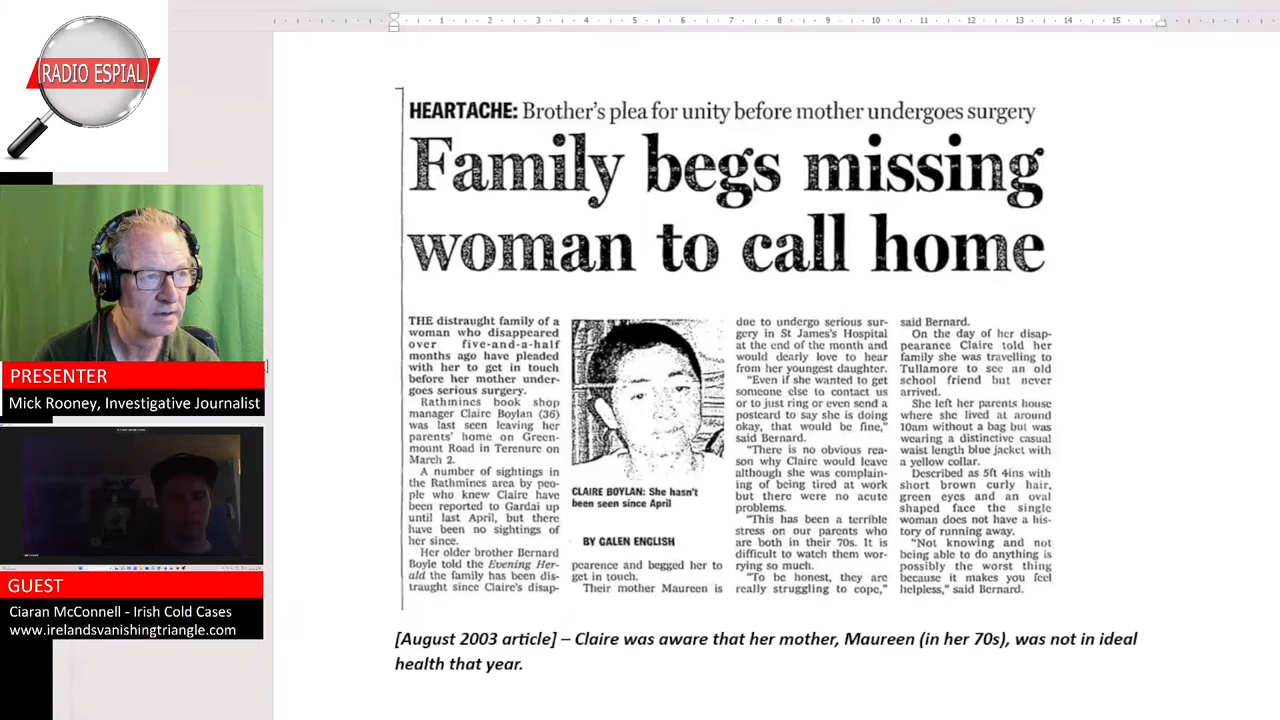 RADIO ESPIAL
PRESENTER
Mick Rooney, Investigative Journalist
GUEST
Ciaran McConnell - Irish Cold Cases
www.irelandsvanishingtriangle.com
1 1 2 3 4 5 6 7 8 9 10 11 12 13 14 15
HEARTACHE: Brother's plea for unity before mother undergoes surgery
Family begs missing
woman to call home
THE distraught family of a
woman who disappeared
over five-and-a-half
months ago have pleaded
with her to get in touch
before her mother under-
goes serious surgery.
Rathmines book shop
manager Claire Boylan (36)
was last seen leaving her
parents' home on Green-
mount Road in Terenure on
March 2.
A number of sightings in
the Rathmines area by peo-
ple who knew Claire have
been reported to Gardai up
until last April, but there
have been no sightings of
her since.
Her older brother Bernard
Boyle told the Evening Her-
ald the family has been dis-
traught since Claire's disap-
CLAIRE BOYLAN: She hasn't
been seen since April
BY GALEN ENGLISH
pearence and begged her to
get in touch.
Their mother Maureen is
due to undergo serious sur-
gery in St James's Hospital
at the end of the month and
would dearly love to hear
from her youngest daughter.
"Even if she wanted to get
someone else to contact us
or to just ring or even send a
postcard to say she is doing
okay, that would be fine,"
said Bernard.
"There is no obvious rea-
son why Claire would leave
although she was complain-
ing of being tired at work
but there were no acute
problems.
"This has been a terrible
stress on our parents who
are both in their 70s. It is
difficult to watch them wor-
rying so much.
"To be honest, they are
really struggling to cope,"
said Bernard.
On the day of her disap-
pearance Claire told her
family she was travelling to
Tullamore to see an old
school friend but never
arrived.
She left her parents house
where she lived at around
10am without a bag but was
wearing a distinctive casual
waist length blue jacket with
a yellow collar.
Described as 5ft 4ins with
short brown curly hair,
green eyes and an oval
shaped face the single
woman does not have a his-
tory of running away.
"Not knowing and not
being able to do anything is
possibly the worst thing
because it makes you feel
helpless," said Bernard.
[August 2003 article] – Claire was aware that her mother, Maureen (in her 70s), was not in ideal
health that year.